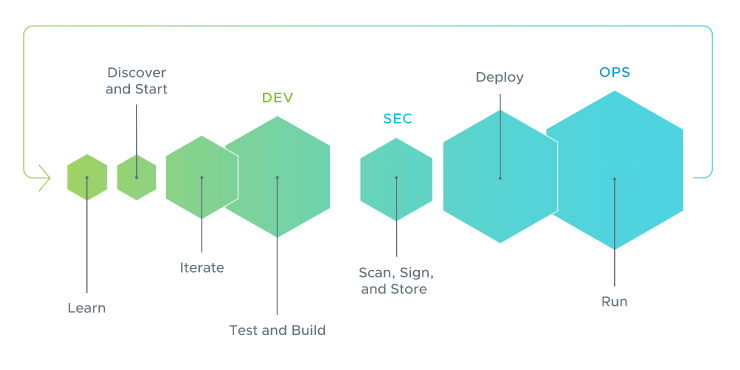 Discover
and Start
DEV
SEC
Deploy
OPS
Learn
Iterate
Test and Build
Scan, Sign,
and Store
Run